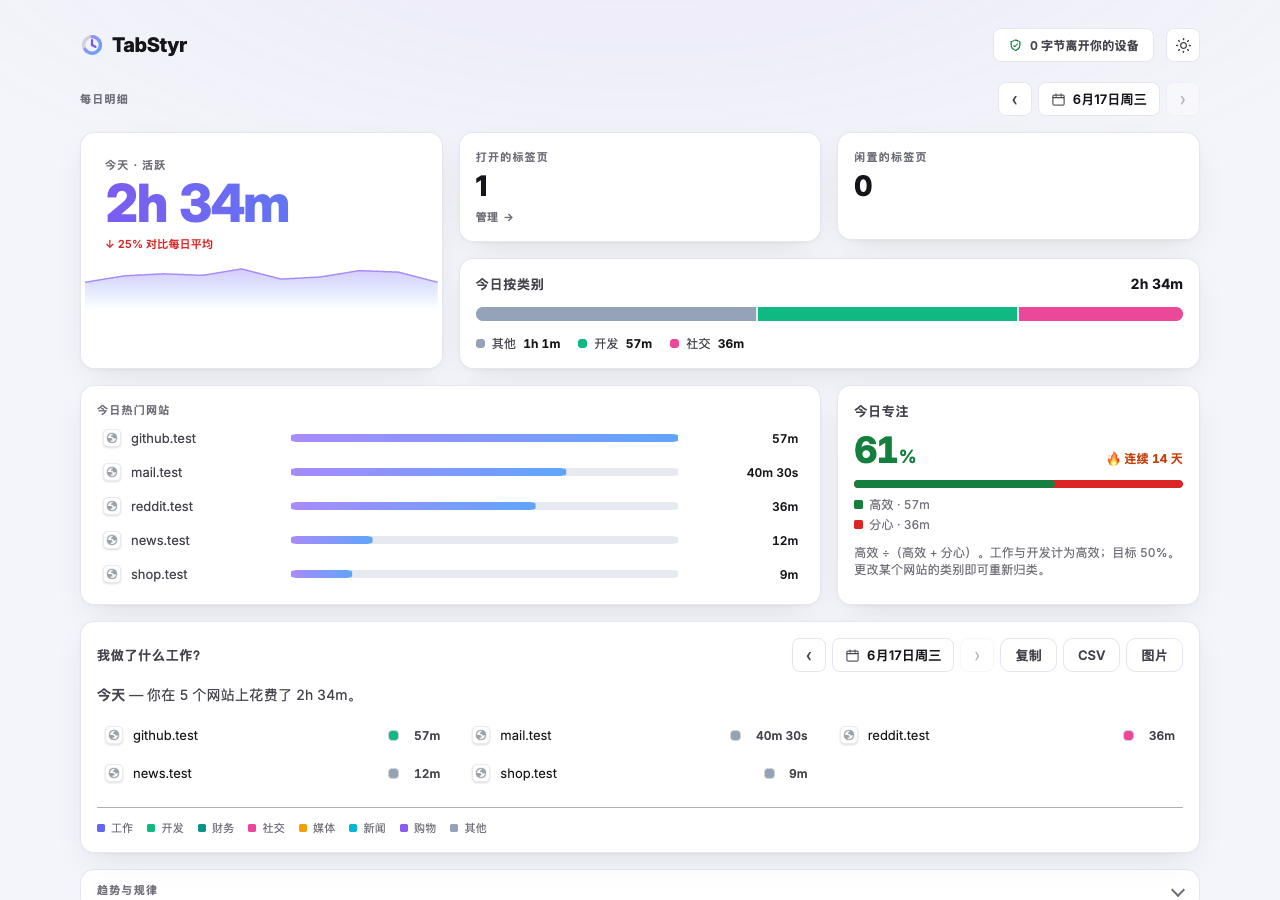 TabStyr
0 字节离开你的设备
每日明细
‹
6月17日周三
›
今天 · 活跃
2h 34m
↓ 25% 对比每日平均
打开的标签页
1
管理 →
闲置的标签页
0
今日按类别
2h 34m
其他 1h 1m 开发 57m 社交 36m
今日热门网站
github.test 57m
mail.test 40m 30s
reddit.test 36m
news.test 12m
shop.test 9m
今日专注
61%
🔥 连续 14 天
高效 · 57m
分心 · 36m
高效 ÷（高效 + 分心）。工作与开发计为高效；目标 50%。
更改某个网站的类别即可重新归类。
我做了什么工作?
‹
6月17日周三
›
复制
CSV
图片
今天 — 你在 5 个网站上花费了 2h 34m。
github.test 57m
mail.test 40m 30s
reddit.test 36m
news.test 12m
shop.test 9m
工作 开发 财务 社交 媒体 新闻 购物 其他
趋势与规律